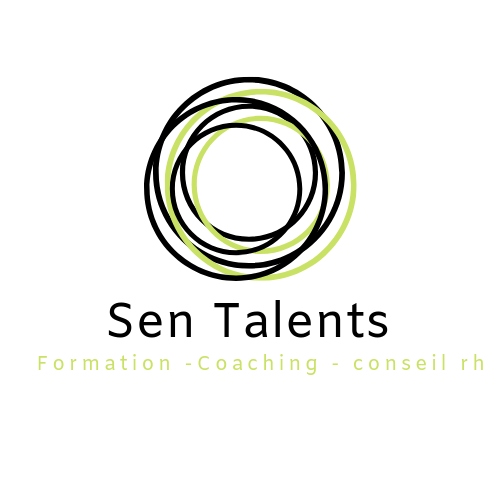 Sen Talents
Formation -Coaching - conseil rh